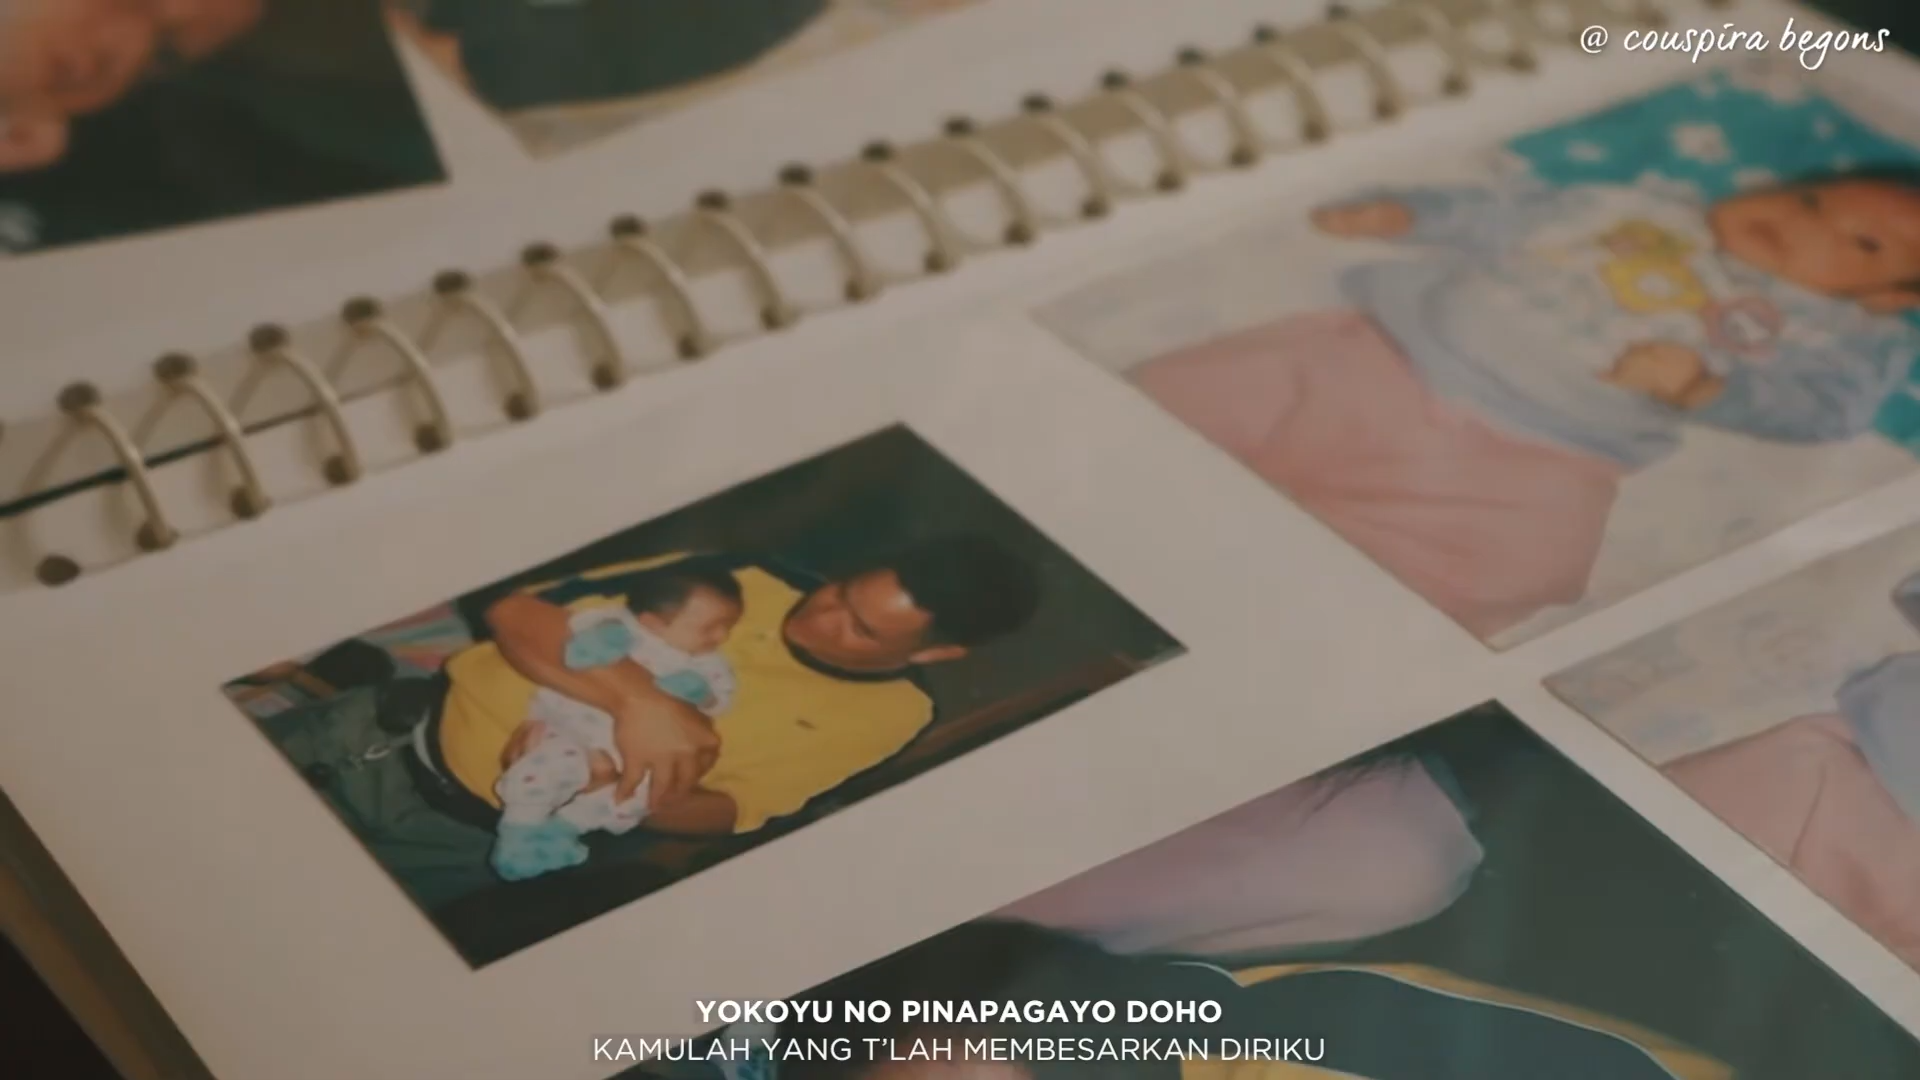 @ couspira begons
YOKOYU NO PINAPAGAYO DOHO
KAMULAH YANG T'LAH MEMBESARKAN DIRIKU